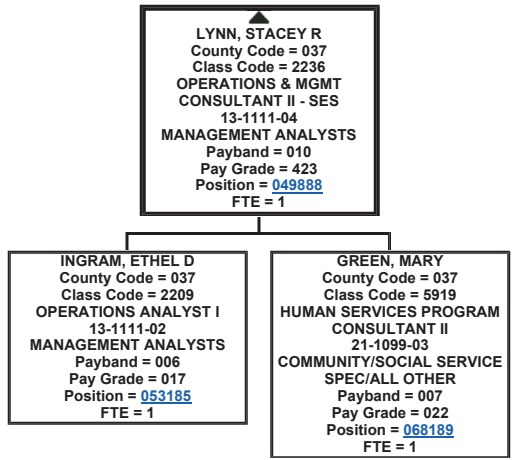 LYNN, STACEY R
County Code = 037
Class Code = 2236
OPERATIONS & MGMT
CONSULTANT II - SES
13-1111-04
MANAGEMENT ANALYSTS
Payband = 010
Pay Grade = 423
Position = 049888
FTE = 1
INGRAM, ETHEL D
County Code = 037
Class Code = 2209
OPERATIONS ANALYST I
13-1111-02
MANAGEMENT ANALYSTS
Payband = 006
Pay Grade = 017
Position = 053185
FTE = 1
GREEN, MARY
County Code = 037
Class Code = 5919
HUMAN SERVICES PROGRAM
CONSULTANT II
21-1099-03
COMMUNITY/SOCIAL SERVICE
SPEC/ALL OTHER
Payband = 007
Pay Grade = 022
Position = 068189
FTE = 1